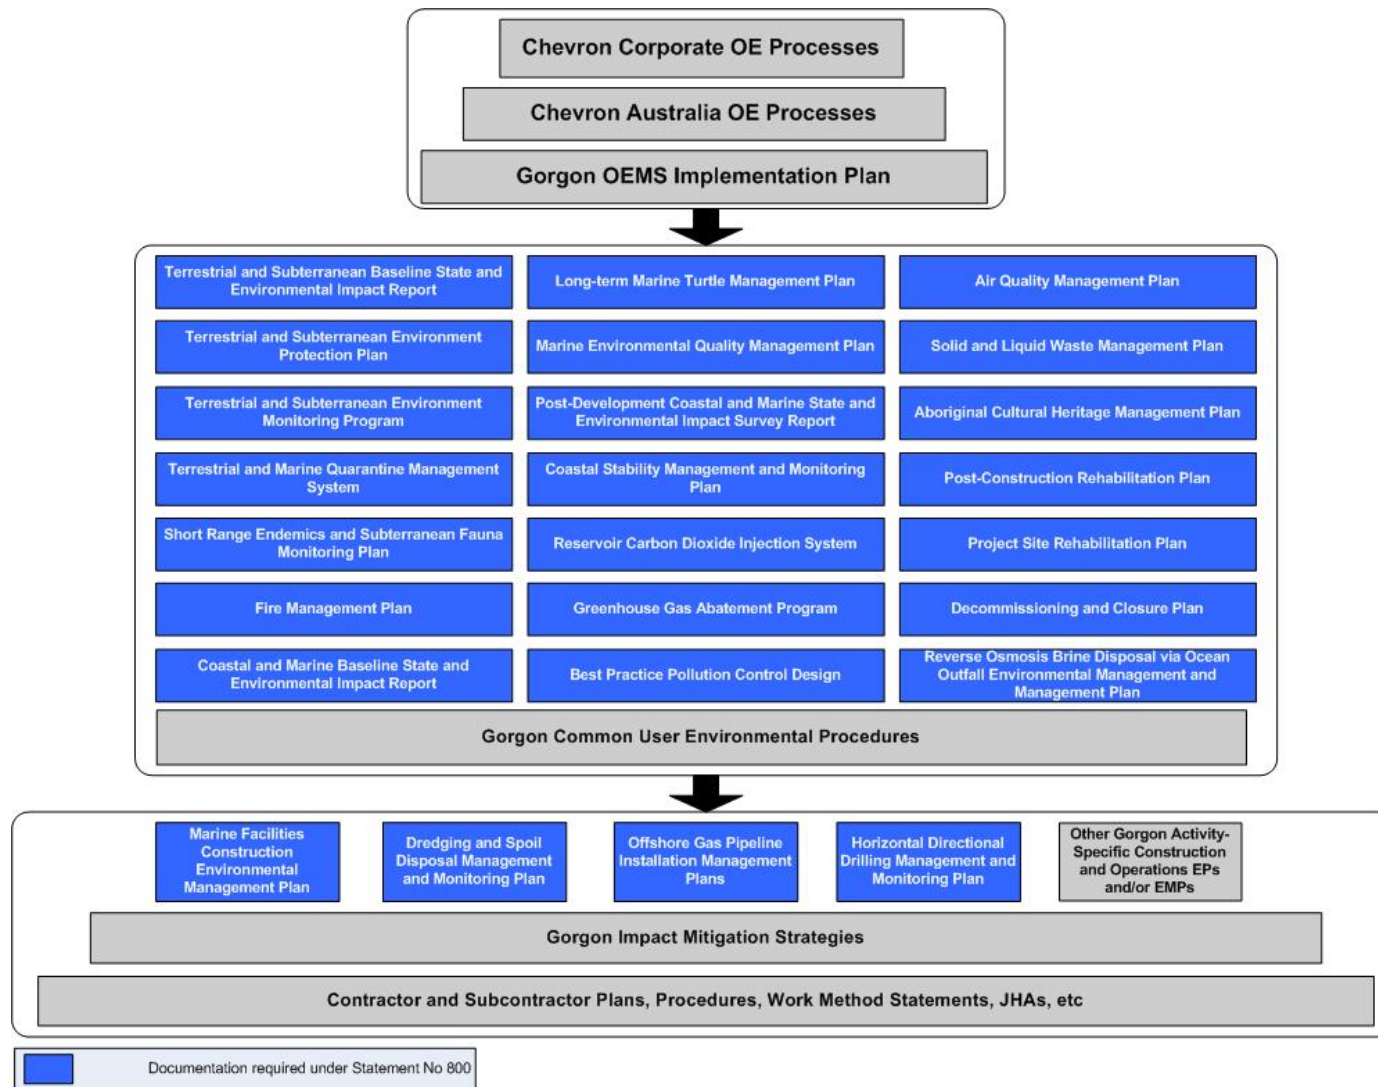 Chevron Corporate OE Processes
Chevron Australia OE Processes
Gorgon OEMS Implementation Plan
Terrestrial and Subterranean Baseline State and
Environmental Impact Report
Long-term Marine Turtle Management Plan
Air Quality Management Plan
Terrestrial and Subterranean Environment
Protection Plan
Marine Environmental Quality Management Plan
Solid and Liquid Waste Management Plan
Terrestrial and Subterranean Environment
Monitoring Program
Post-Development Coastal and Marine State and
Environmental Impact Survey Report
Aboriginal Cultural Heritage Management Plan
Terrestrial and Marine Quarantine Management
System
Coastal Stability Management and Monitoring
Plan
Post-Construction Rehabilitation Plan
Short Range Endemics and Subterranean Fauna
Monitoring Plan
Reservoir Carbon Dioxide Injection System
Project Site Rehabilitation Plan
Fire Management Plan
Greenhouse Gas Abatement Program
Decommissioning and Closure Plan
Coastal and Marine Baseline State and
Environmental Impact Report
Best Practice Pollution Control Design
Reverse Osmosis Brine Disposal via Ocean
Outfall Environmental Management and
Management Plan
Gorgon Common User Environmental Procedures
Marine Facilities
Construction
Environmental
Management Plan
Dredging and Spoil
Disposal Management
and Monitoring Plan
Offshore Gas Pipeline
Installation Management
Plans
Horizontal Directional
Drilling Management and
Monitoring Plan
Other Gorgon Activity-
Specific Construction
and Operations EPs
and/or EMPs
Gorgon Impact Mitigation Strategies
Contractor and Subcontractor Plans, Procedures, Work Method Statements, JHAs, etc
Documentation required under Statement No 800